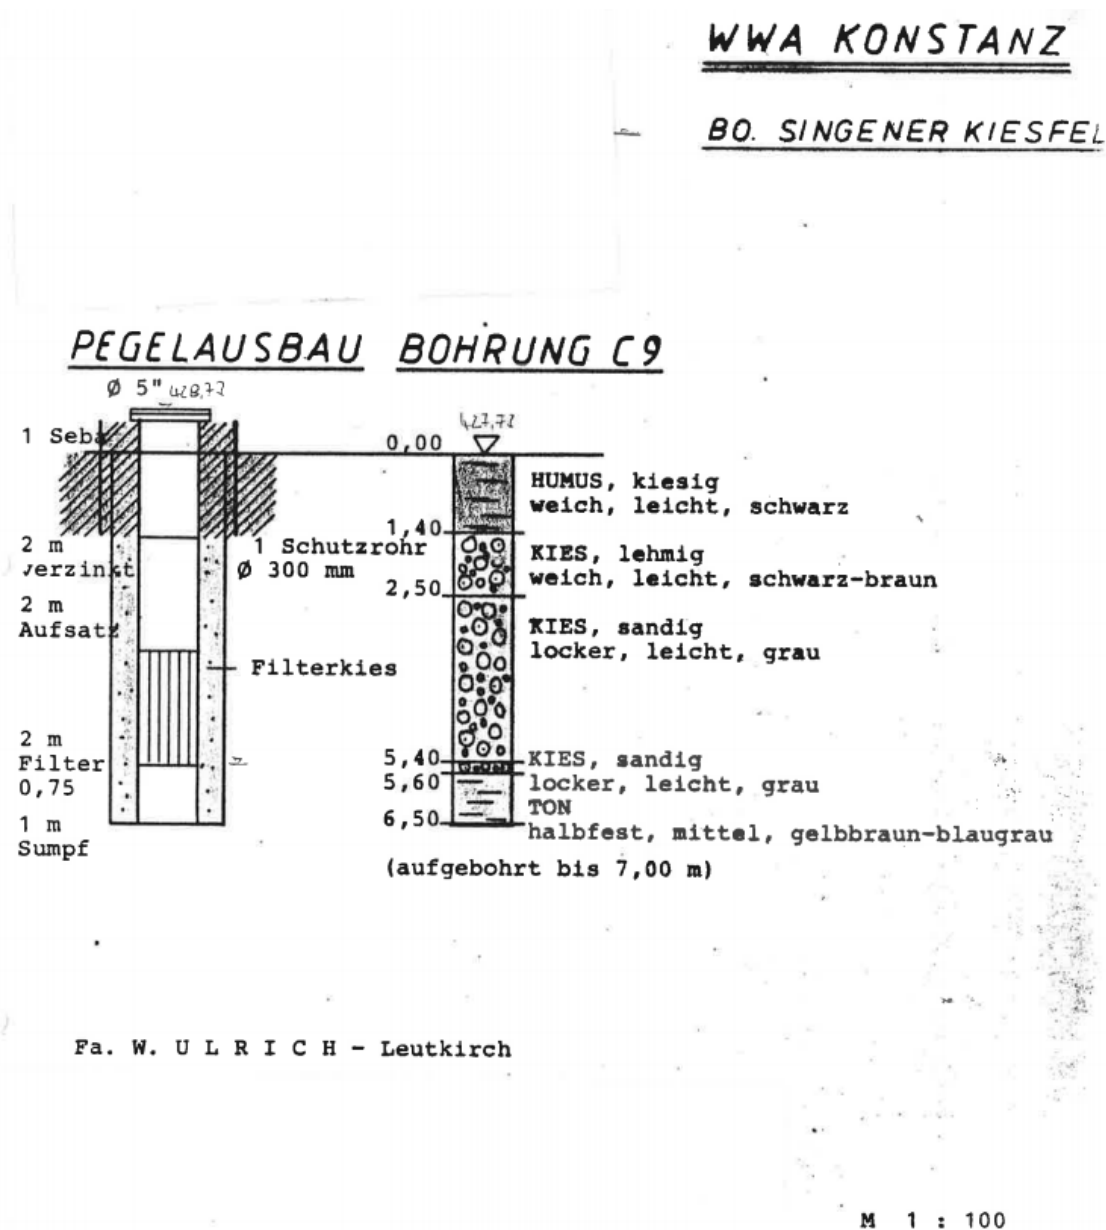 WWA KONSTANZ
BO. SINGENER KIESFEL
PEGELAUSBAU
BOHRUNG C9
Ø 5" 428,72
427,72
1 Seba
0,00
HUMUS, kiesig
weich, leicht, schwarz
1,40
2 m
verzinkt
1 Schutzrohr
Ø 300 mm
KIES, lehmig
weich, leicht, schwarz-braun
2,50
2 m
Aufsatz
KIES, sandig
locker, leicht, grau
Filterkies
2 m
Filter
0,75
5,40
KIES, sandig
5,60
locker, leicht, grau
TON
6,50
halbfest, mittel, gelbbraun-blaugrau
1 m
Sumpf
(aufgebohrt bis 7,00 m)
Fa. W. U L R I C H - Leutkirch
M 1 : 100